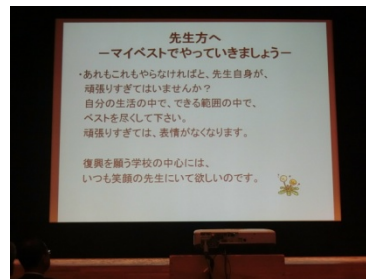 先生方へ
－マイベストでやっていきましょう－
・あれもこれもやらなければと、先生自身が、
頑張りすぎてはいませんか？
自分の生活の中で、できる範囲の中で、
ベストを尽くして下さい。
頑張りすぎては、表情がなくなります。
復興を願う学校の中心には、
いつも笑顔の先生にいて欲しいのです。